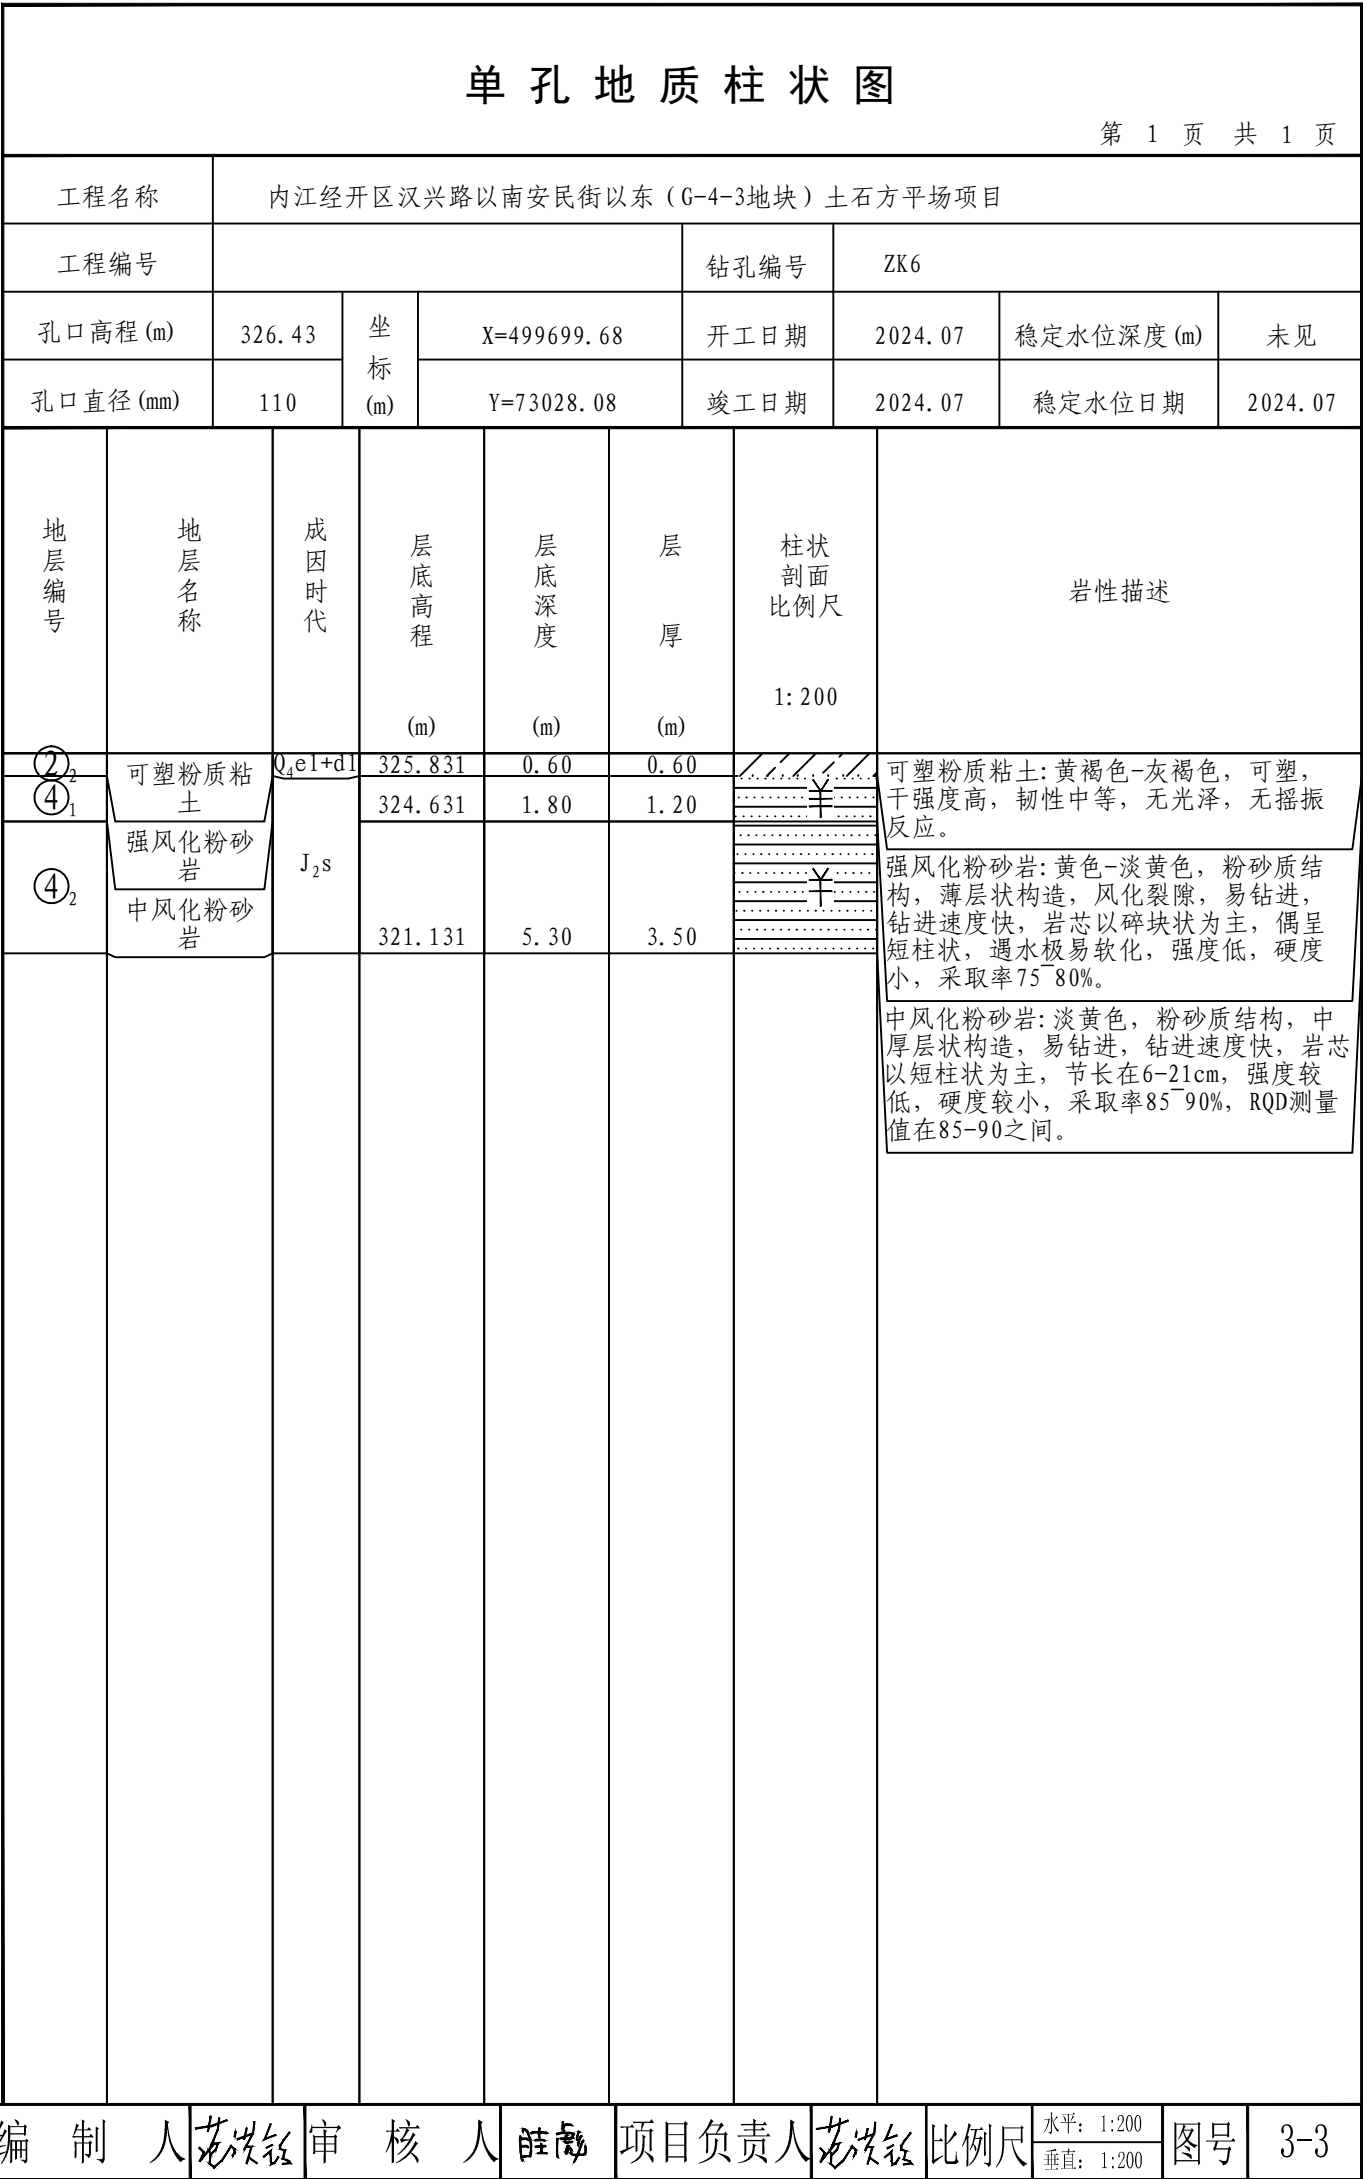 单孔地质柱状图
第 1 页 共 1 页
工程名称 内江经开区汉兴路以南安民街以东（G-4-3地块）土石方平场项目
工程编号 钻孔编号 ZK6
孔口高程(m) 326.43 坐标(m) X=499699.68 开工日期 2024.07 稳定水位深度(m) 未见
孔口直径(mm) 110 Y=73028.08 竣工日期 2024.07 稳定水位日期 2024.07
地层编号 地层名称 成因时代 层底高程(m) 层底深度(m) 层厚(m) 柱状剖面比例尺 1:200 岩性描述
②₂ 可塑粉质粘土 Q₄el+dl 325.831 0.60 0.60
④₁ 强风化粉砂岩 J₂s 324.631 1.80 1.20
④₂ 中风化粉砂岩 321.131 5.30 3.50
可塑粉质粘土:黄褐色-灰褐色，可塑，
干强度高，韧性中等，无光泽，无摇振
反应。
强风化粉砂岩:黄色-淡黄色，粉砂质结
构，薄层状构造，风化裂隙，易钻进，
钻进速度快，岩芯以碎块状为主，偶呈
短柱状，遇水极易软化，强度低，硬度
小，采取率75‾80%。
中风化粉砂岩:淡黄色，粉砂质结构，中
厚层状构造，易钻进，钻进速度快，岩芯
以短柱状为主，节长在6-21cm，强度较
低，硬度较小，采取率85‾90%，RQD测量
值在85-90之间。
编制人 审核人 项目负责人 比例尺 水平：1:200 图号 3-3
垂直：1:200